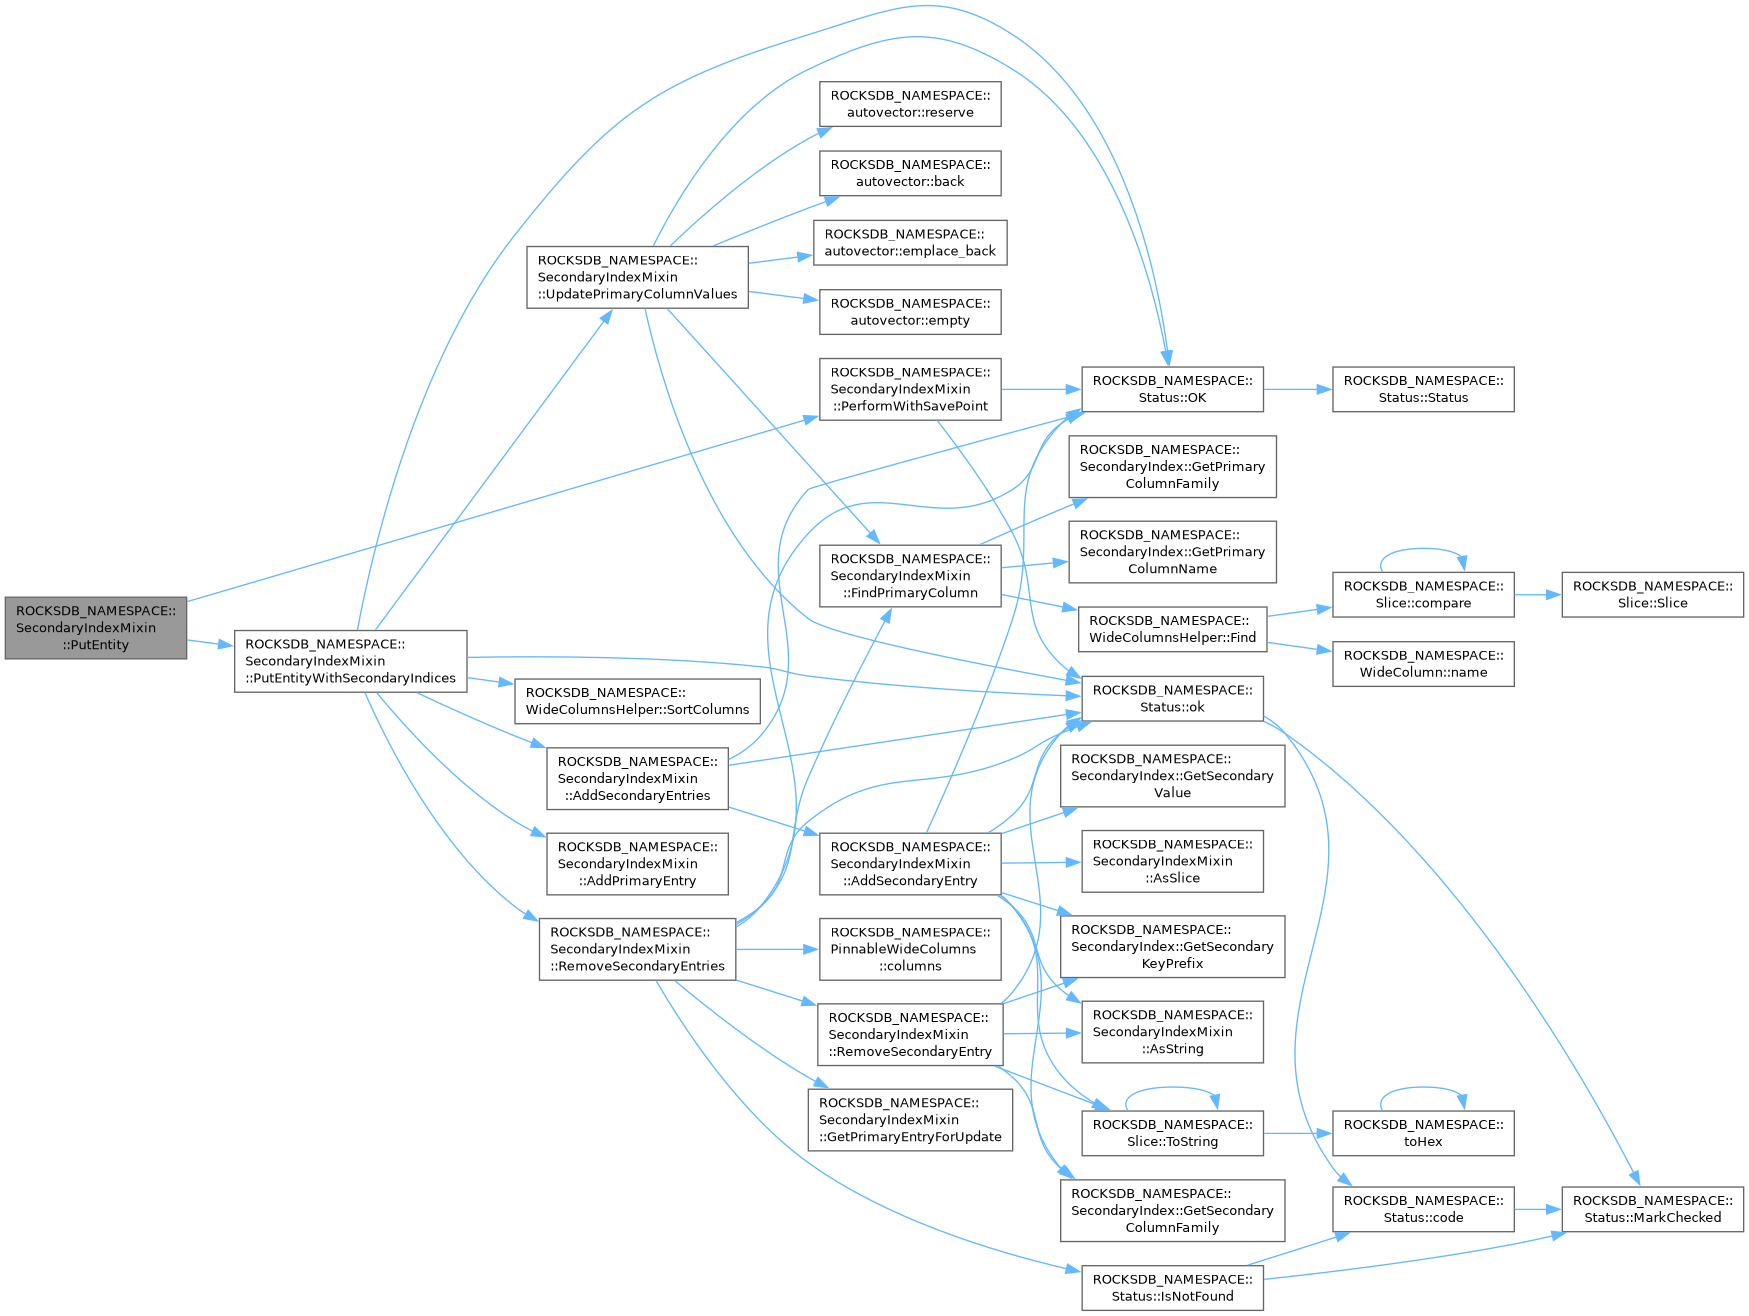 ROCKSDB_NAMESPACE::
SecondaryIndexMixin
::PutEntity
ROCKSDB_NAMESPACE::
SecondaryIndexMixin
::PutEntityWithSecondaryIndices
ROCKSDB_NAMESPACE::
SecondaryIndexMixin
::UpdatePrimaryColumnValues
ROCKSDB_NAMESPACE::
WideColumnsHelper::SortColumns
ROCKSDB_NAMESPACE::
SecondaryIndexMixin
::AddSecondaryEntries
ROCKSDB_NAMESPACE::
SecondaryIndexMixin
::AddPrimaryEntry
ROCKSDB_NAMESPACE::
SecondaryIndexMixin
::RemoveSecondaryEntries
ROCKSDB_NAMESPACE::
autovector::reserve
ROCKSDB_NAMESPACE::
autovector::back
ROCKSDB_NAMESPACE::
autovector::emplace_back
ROCKSDB_NAMESPACE::
autovector::empty
ROCKSDB_NAMESPACE::
SecondaryIndexMixin
::PerformWithSavePoint
ROCKSDB_NAMESPACE::
SecondaryIndexMixin
::FindPrimaryColumn
ROCKSDB_NAMESPACE::
SecondaryIndexMixin
::AddSecondaryEntry
ROCKSDB_NAMESPACE::
PinnableWideColumns
::columns
ROCKSDB_NAMESPACE::
SecondaryIndexMixin
::RemoveSecondaryEntry
ROCKSDB_NAMESPACE::
SecondaryIndexMixin
::GetPrimaryEntryForUpdate
ROCKSDB_NAMESPACE::
Status::OK
ROCKSDB_NAMESPACE::
SecondaryIndex::GetPrimary
ColumnFamily
ROCKSDB_NAMESPACE::
SecondaryIndex::GetPrimary
ColumnName
ROCKSDB_NAMESPACE::
WideColumnsHelper::Find
ROCKSDB_NAMESPACE::
Status::ok
ROCKSDB_NAMESPACE::
SecondaryIndex::GetSecondary
Value
ROCKSDB_NAMESPACE::
SecondaryIndexMixin
::AsSlice
ROCKSDB_NAMESPACE::
SecondaryIndex::GetSecondary
KeyPrefix
ROCKSDB_NAMESPACE::
SecondaryIndexMixin
::AsString
ROCKSDB_NAMESPACE::
Slice::ToString
ROCKSDB_NAMESPACE::
SecondaryIndex::GetSecondary
ColumnFamily
ROCKSDB_NAMESPACE::
Status::IsNotFound
ROCKSDB_NAMESPACE::
Status::Status
ROCKSDB_NAMESPACE::
Slice::compare
ROCKSDB_NAMESPACE::
WideColumn::name
ROCKSDB_NAMESPACE::
toHex
ROCKSDB_NAMESPACE::
Status::code
ROCKSDB_NAMESPACE::
Slice::Slice
ROCKSDB_NAMESPACE::
Status::MarkChecked